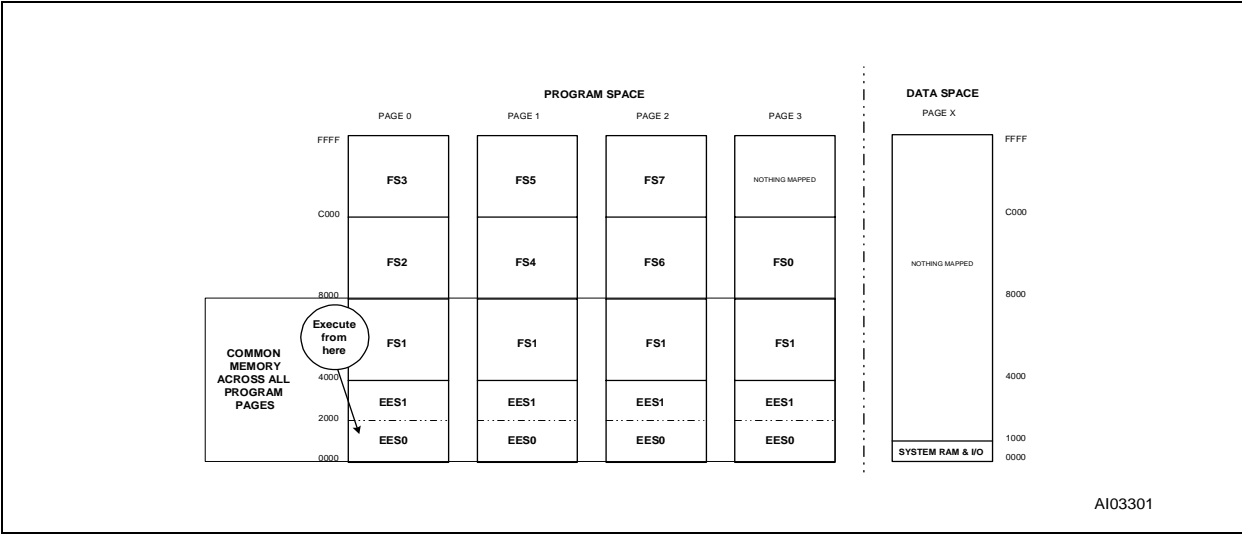 PROGRAM SPACE
DATA SPACE
PAGE 0 PAGE 1 PAGE 2 PAGE 3 PAGE X
FFFF FFFF
FS3 FS5 FS7 NOTHING MAPPED
C000 C000
FS2 FS4 FS6 FS0 NOTHING MAPPED
8000 8000
Execute
from
here
FS1 FS1 FS1 FS1
COMMON
MEMORY
ACROSS ALL
PROGRAM
PAGES
4000 4000
EES1 EES1 EES1 EES1
2000
1000
EES0 EES0 EES0 EES0
SYSTEM RAM & I/O
0000 0000
AI03301